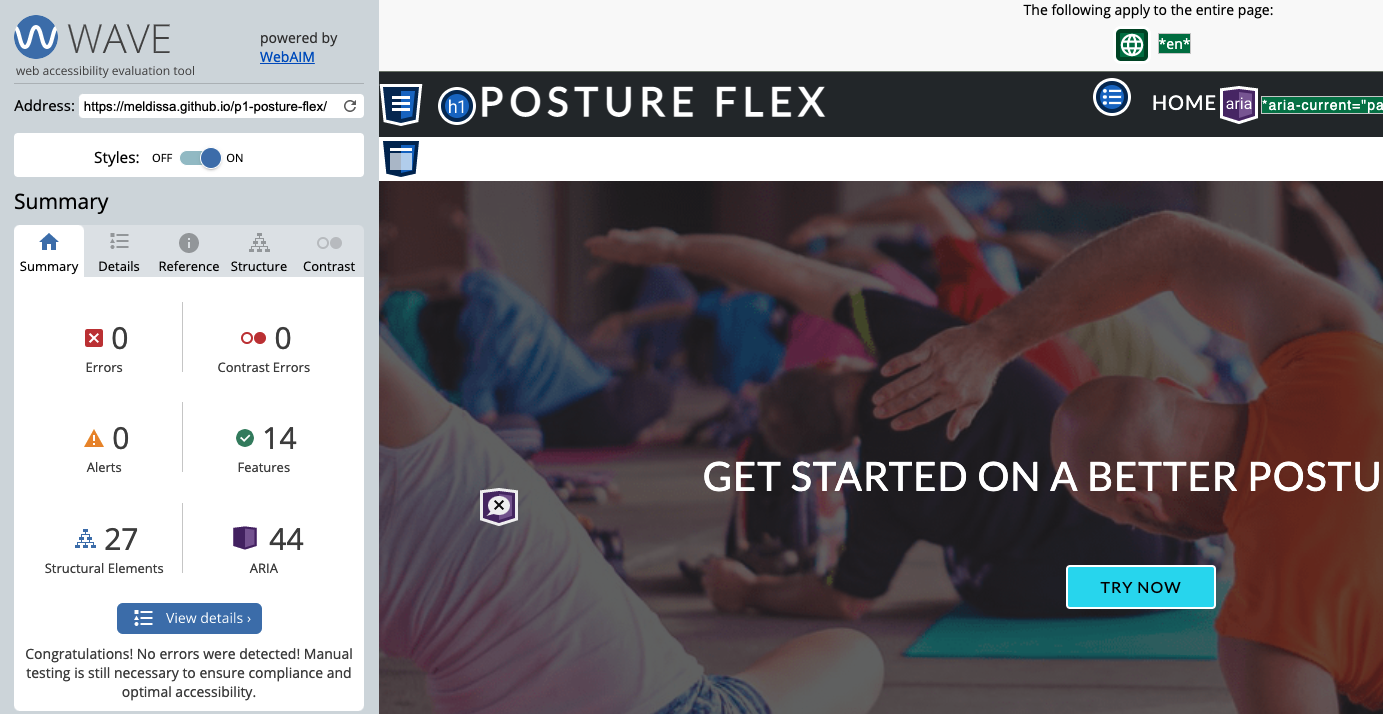 WAVE
web accessibility evaluation tool
powered by
WebAIM
Address: https://meldissa.github.io/p1-posture-flex/
Styles: OFF ON
Summary
Summary Details Reference Structure Contrast
0 0
Errors Contrast Errors
0 14
Alerts Features
27 44
Structural Elements ARIA
View details ›
Congratulations! No errors were detected! Manual
testing is still necessary to ensure compliance and
optimal accessibility.
The following apply to the entire page:
*en*
h1 POSTURE FLEX HOME aria *aria-current="pa
GET STARTED ON A BETTER POSTU
TRY NOW